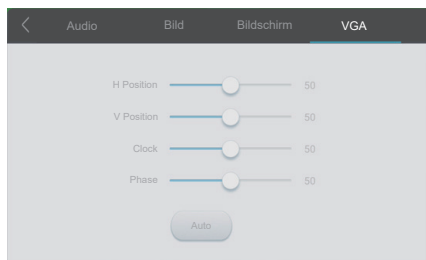 Audio Bild Bildschirm VGA
H Position 50
V Position 50
Clock 50
Phase 50
Auto